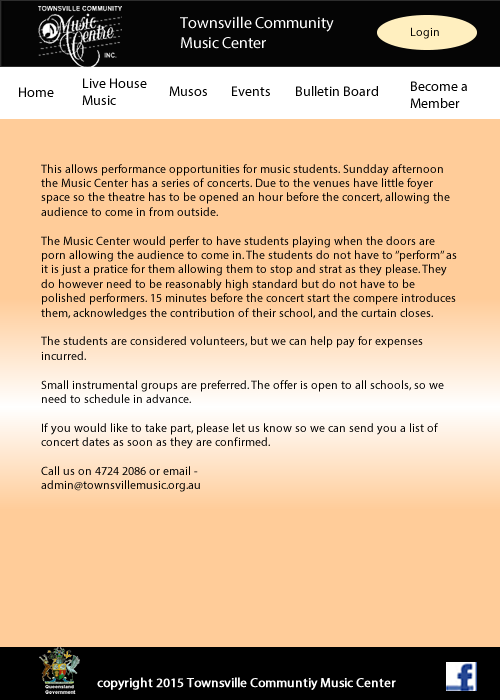 TOWNSVILLE COMMUNITY
Music
Centre
INC.
Townsville Community
Music Center
Login
Home
Live House
Music
Musos
Events
Bulletin Board
Become a
Member
This allows performance opportunities for music students. Sundday afternoon
the Music Center has a series of concerts. Due to the venues have little foyer
space so the theatre has to be opened an hour before the concert, allowing the
audience to come in from outside.
The Music Center would perfer to have students playing when the doors are
porn allowing the audience to come in. The students do not have to “perform” as
it is just a pratice for them allowing them to stop and strat as they please. They
do however need to be reasonably high standard but do not have to be
polished performers. 15 minutes before the concert start the compere introduces
them, acknowledges the contribution of their school, and the curtain closes.
The students are considered volunteers, but we can help pay for expenses
incurred.
Small instrumental groups are preferred. The offer is open to all schools, so we
need to schedule in advance.
If you would like to take part, please let us know so we can send you a list of
concert dates as soon as they are confirmed.
Call us on 4724 2086 or email -
admin@townsvillemusic.org.au
Queensland
Government
copyright 2015 Townsville Communtiy Music Center
f